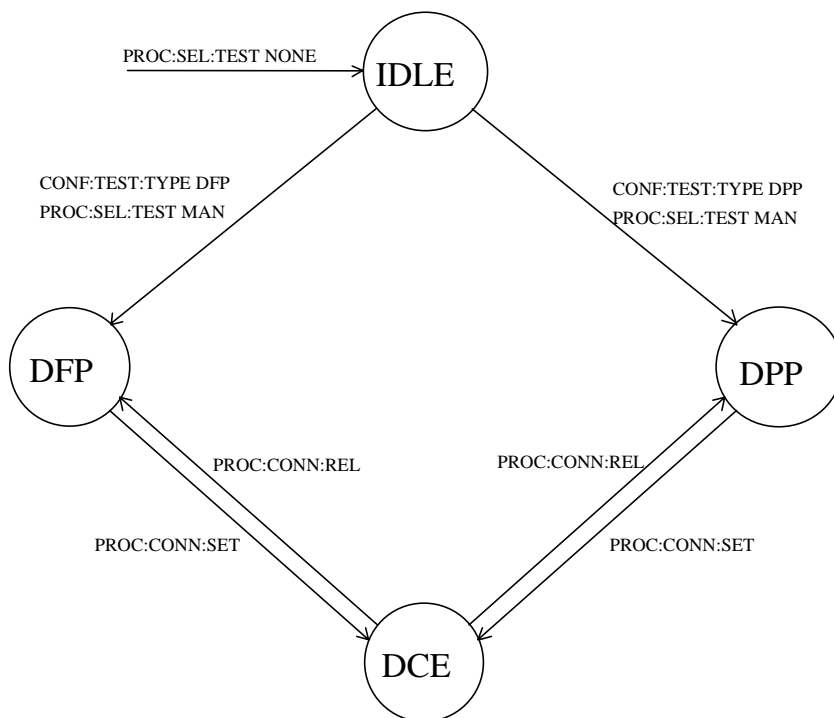 PROC:SEL:TEST NONE
IDLE
CONF:TEST:TYPE DFP
PROC:SEL:TEST MAN
CONF:TEST:TYPE DPP
PROC:SEL:TEST MAN
DFP
DPP
PROC:CONN:REL
PROC:CONN:REL
PROC:CONN:SET
PROC:CONN:SET
DCE